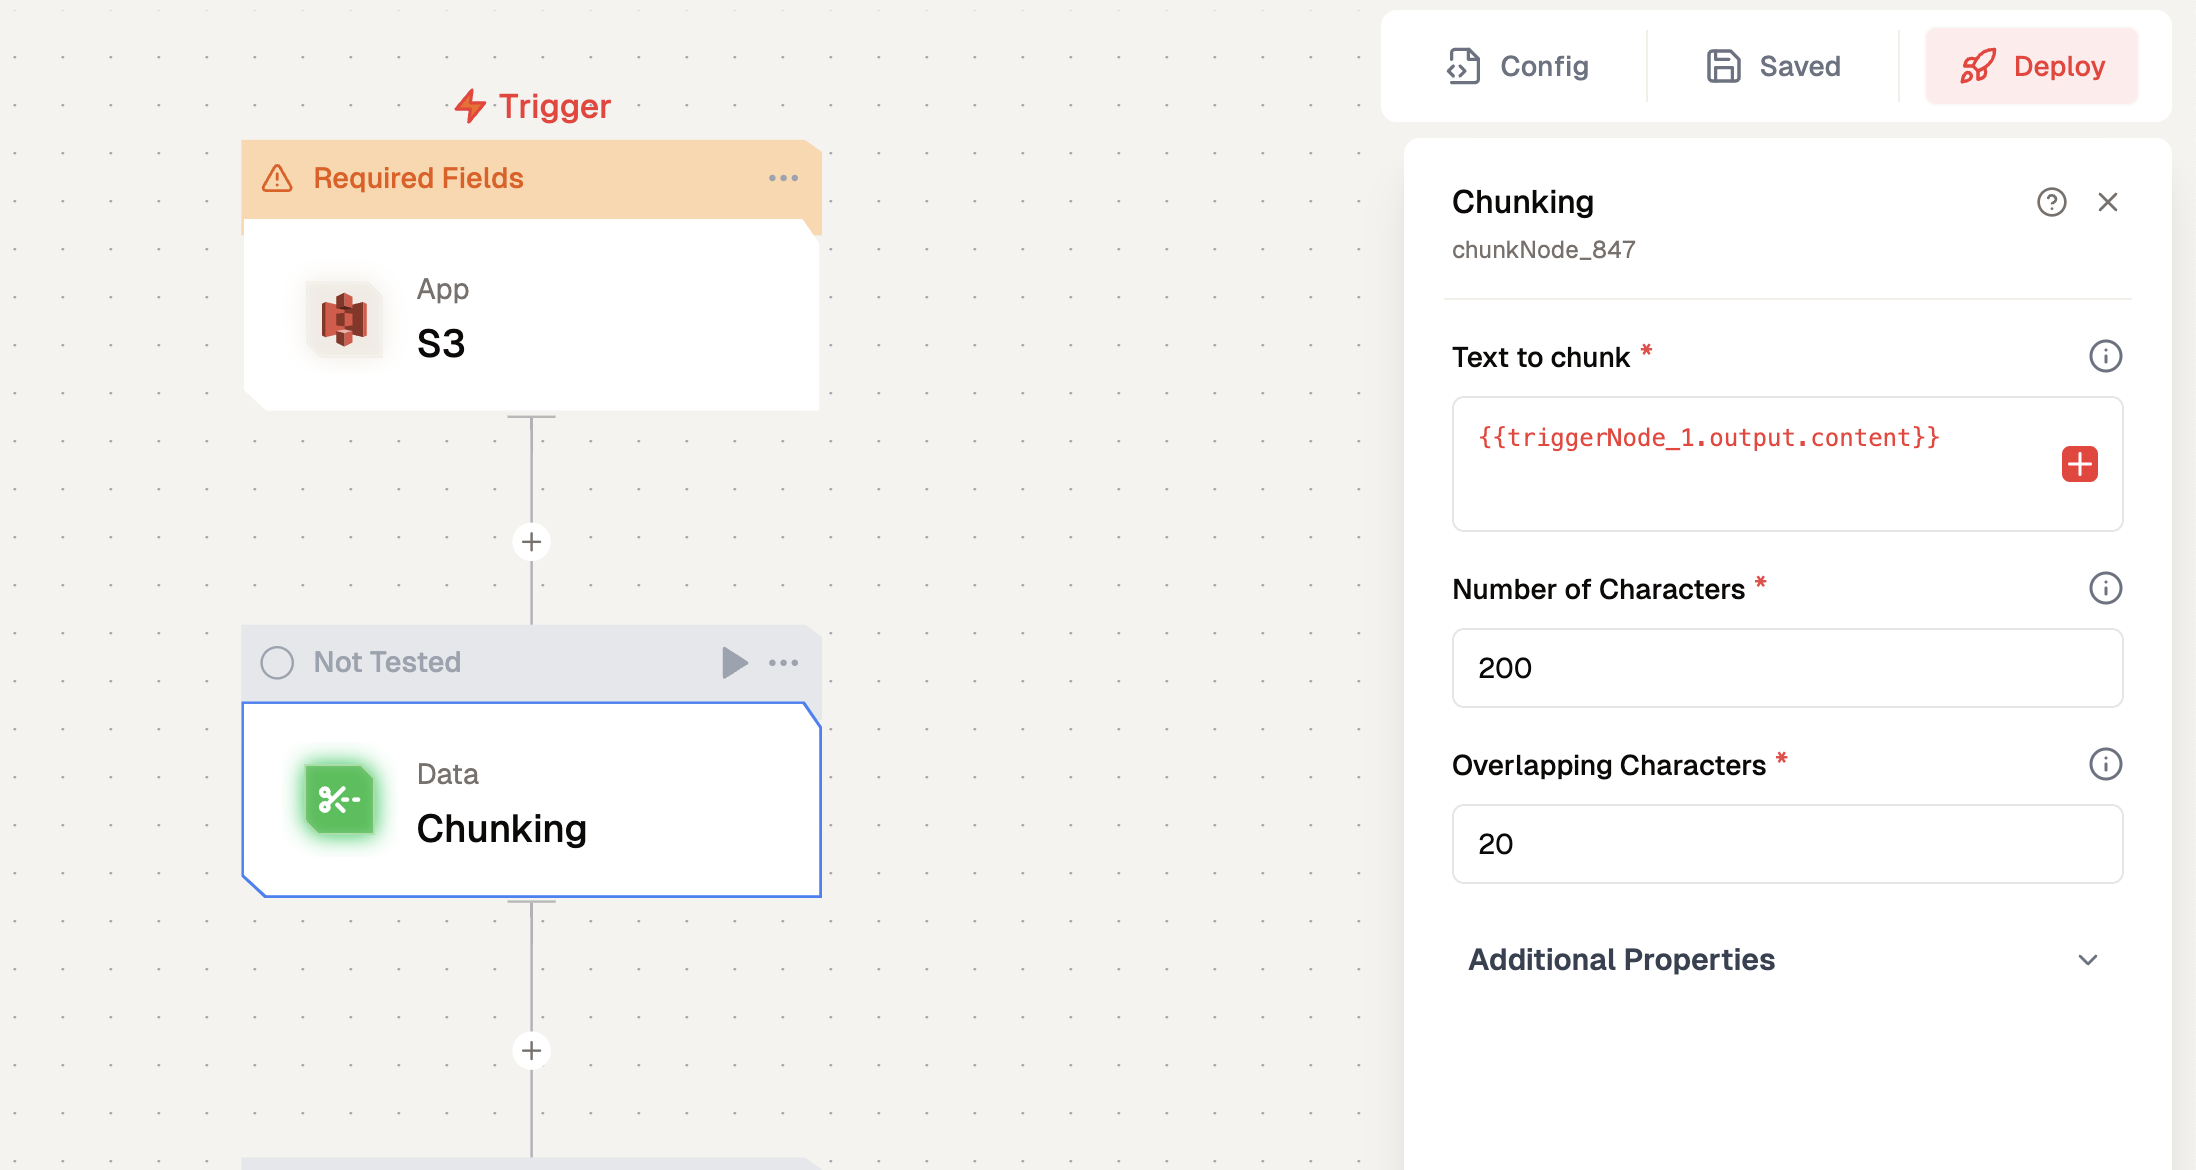 Config
Saved
Deploy
Trigger
Required Fields
App
S3
Not Tested
Data
Chunking
Chunking
chunkNode_847
Text to chunk *
{{triggerNode_1.output.content}}
Number of Characters *
200
Overlapping Characters *
20
Additional Properties